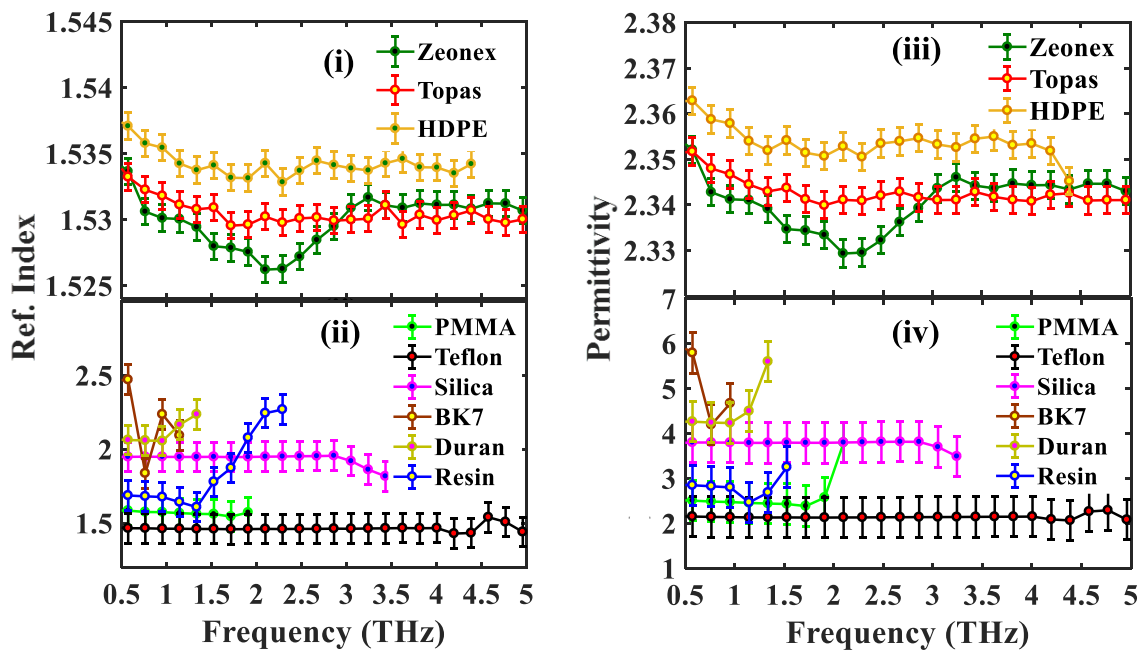 1.545
1.54
1.535
1.53
1.525
Ref. Index
(i)
Zeonex
Topas
HDPE
2.5
2
1.5
(ii)
PMMA
Teflon
Silica
BK7
Duran
Resin
0.5 1 1.5 2 2.5 3 3.5 4 4.5 5
Frequency (THz)
2.38
2.37
2.36
2.35
2.34
2.33
Permittivity
(iii)
Zeonex
Topas
HDPE
7
6
5
4
3
2
1
(iv)
PMMA
Teflon
Silica
BK7
Duran
Resin
0.5 1 1.5 2 2.5 3 3.5 4 4.5 5
Frequency (THz)